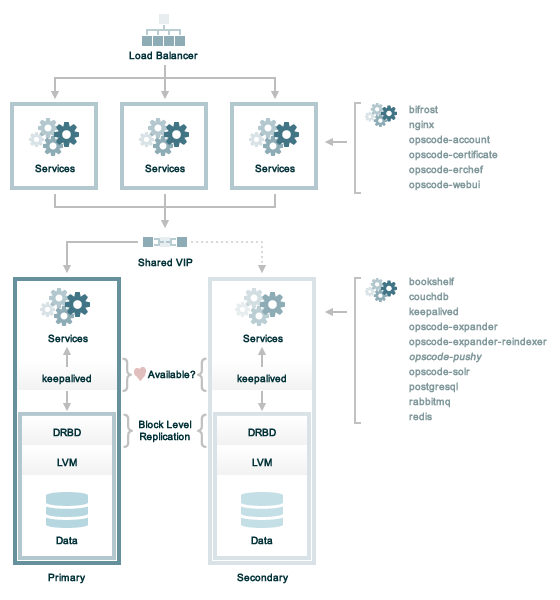 Load Balancer
Services
Services
Services
bifrost
nginx
opscode-account
opscode-certificate
opscode-erchef
opscode-webui
Shared VIP
Services
Services
keepalived
Available?
keepalived
DRBD
Block Level
Replication
DRBD
LVM
LVM
Data
Data
Primary
Secondary
bookshelf
couchdb
keepalived
opscode-expander
opscode-expander-reindexer
opscode-pushy
opscode-solr
postgresql
rabbitmq
redis